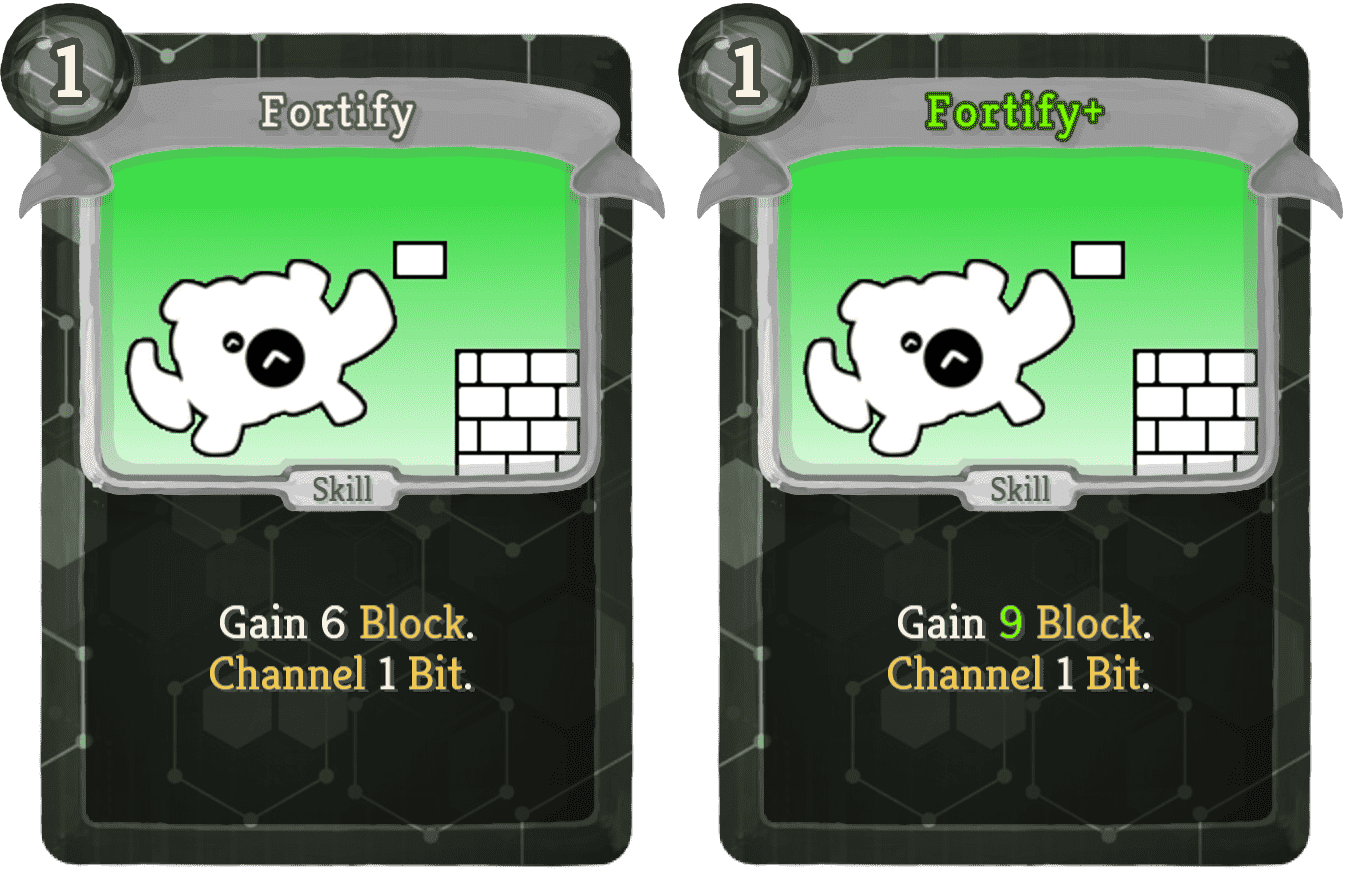 1
Fortify
Skill
Gain 6 Block.
Channel 1 Bit.
1
Fortify+
Skill
Gain 9 Block.
Channel 1 Bit.